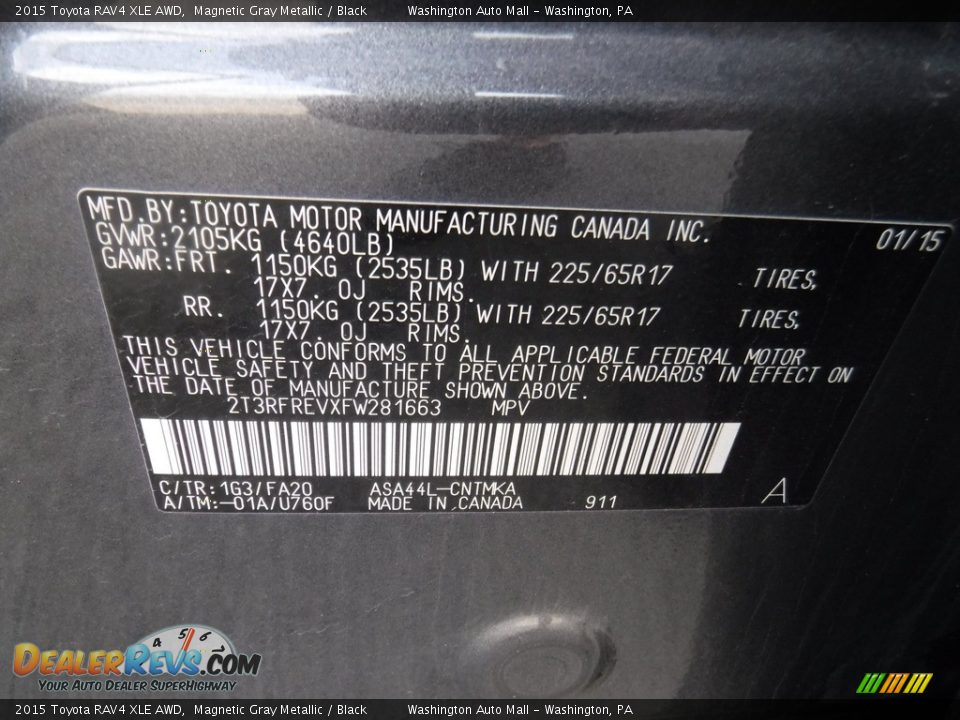 2015 Toyota RAV4 XLE AWD,  Magnetic Gray Metallic / Black  Washington Auto Mall - Washington, PA
MFD.BY:TOYOTA MOTOR MANUFACTURING CANADA INC.  01/15
GVWR:2105KG (4640LB)
GAWR:FRT. 1150KG (2535LB) WITH 225/65R17  TIRES,
17X7. 0J  RIMS.
RR.  1150KG (2535LB) WITH 225/65R17  TIRES,
17X7. 0J  RIMS.
THIS VEHICLE CONFORMS TO ALL APPLICABLE FEDERAL MOTOR
VEHICLE SAFETY AND THEFT PREVENTION STANDARDS IN EFFECT ON
THE DATE OF MANUFACTURE SHOWN ABOVE.
2T3RFREVXFW281663  MPV
C/TR:1G3/FA20  ASA44L-CNTMKA  A
A/TM:-01A/U760F  MADE IN CANADA  911
4 5 6
DEALERREVS.COM
YOUR AUTO DEALER SUPERHIGHWAY
2015 Toyota RAV4 XLE AWD,  Magnetic Gray Metallic / Black  Washington Auto Mall - Washington, PA